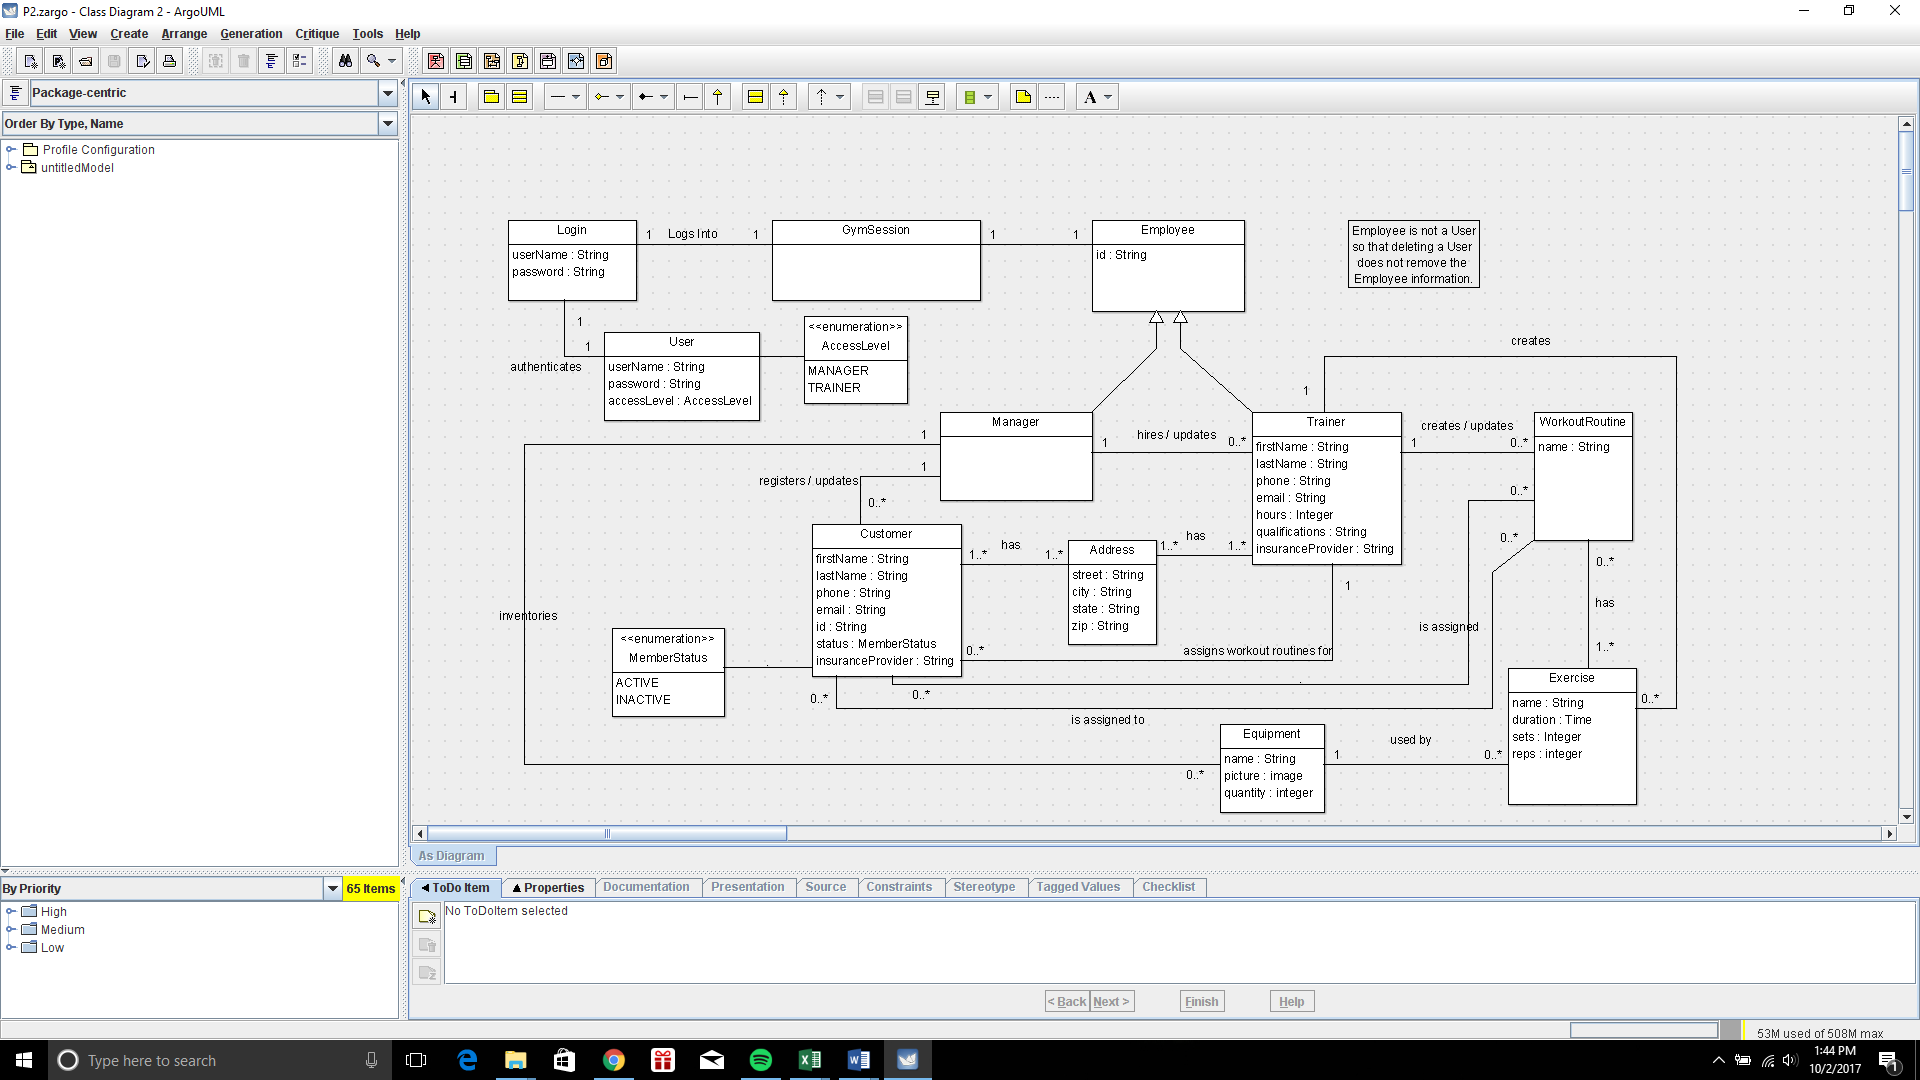 P2.zargo - Class Diagram 2 - ArgoUML
File Edit View Create Arrange Generation Critique Tools Help
Package-centric
Order By Type, Name
Profile Configuration
untitledModel
A
Login
userName : String
password : String
1 Logs Into 1
GymSession
1 1
Employee
id : String
Employee is not a User
so that deleting a User
does not remove the
Employee information.
1
1
authenticates
User
userName : String
password : String
accessLevel : AccessLevel
<<enumeration>>
AccessLevel
MANAGER
TRAINER
creates
1
Manager
1
1
1 hires / updates 0..*
Trainer
firstName : String
lastName : String
phone : String
email : String
hours : Integer
qualifications : String
insuranceProvider : String
1 creates / updates 0..*
WorkoutRoutine
name : String
0..*
0..*
registers / updates
0..*
Customer
firstName : String
lastName : String
phone : String
email : String
id : String
status : MemberStatus
insuranceProvider : String
1..* has 1..*
Address
street : String
city : String
state : String
zip : String
1..* has 1..*
1
0..*
has
1..*
inventories
<<enumeration>>
MemberStatus
ACTIVE
INACTIVE
is assigned
0..* assigns workout routines for
0..* 0..*
is assigned to
Exercise
name : String
duration : Time
sets : Integer
reps : integer
0..*
Equipment
name : String
picture : image
quantity : integer
0..*
1 used by 0..*
As Diagram
By Priority 65 Items
High
Medium
Low
ToDo Item Properties Documentation Presentation Source Constraints Stereotype Tagged Values Checklist
No ToDoItem selected
< Back Next > Finish Help
53M used of 508M max
Type here to search
1:44 PM
10/2/2017
1